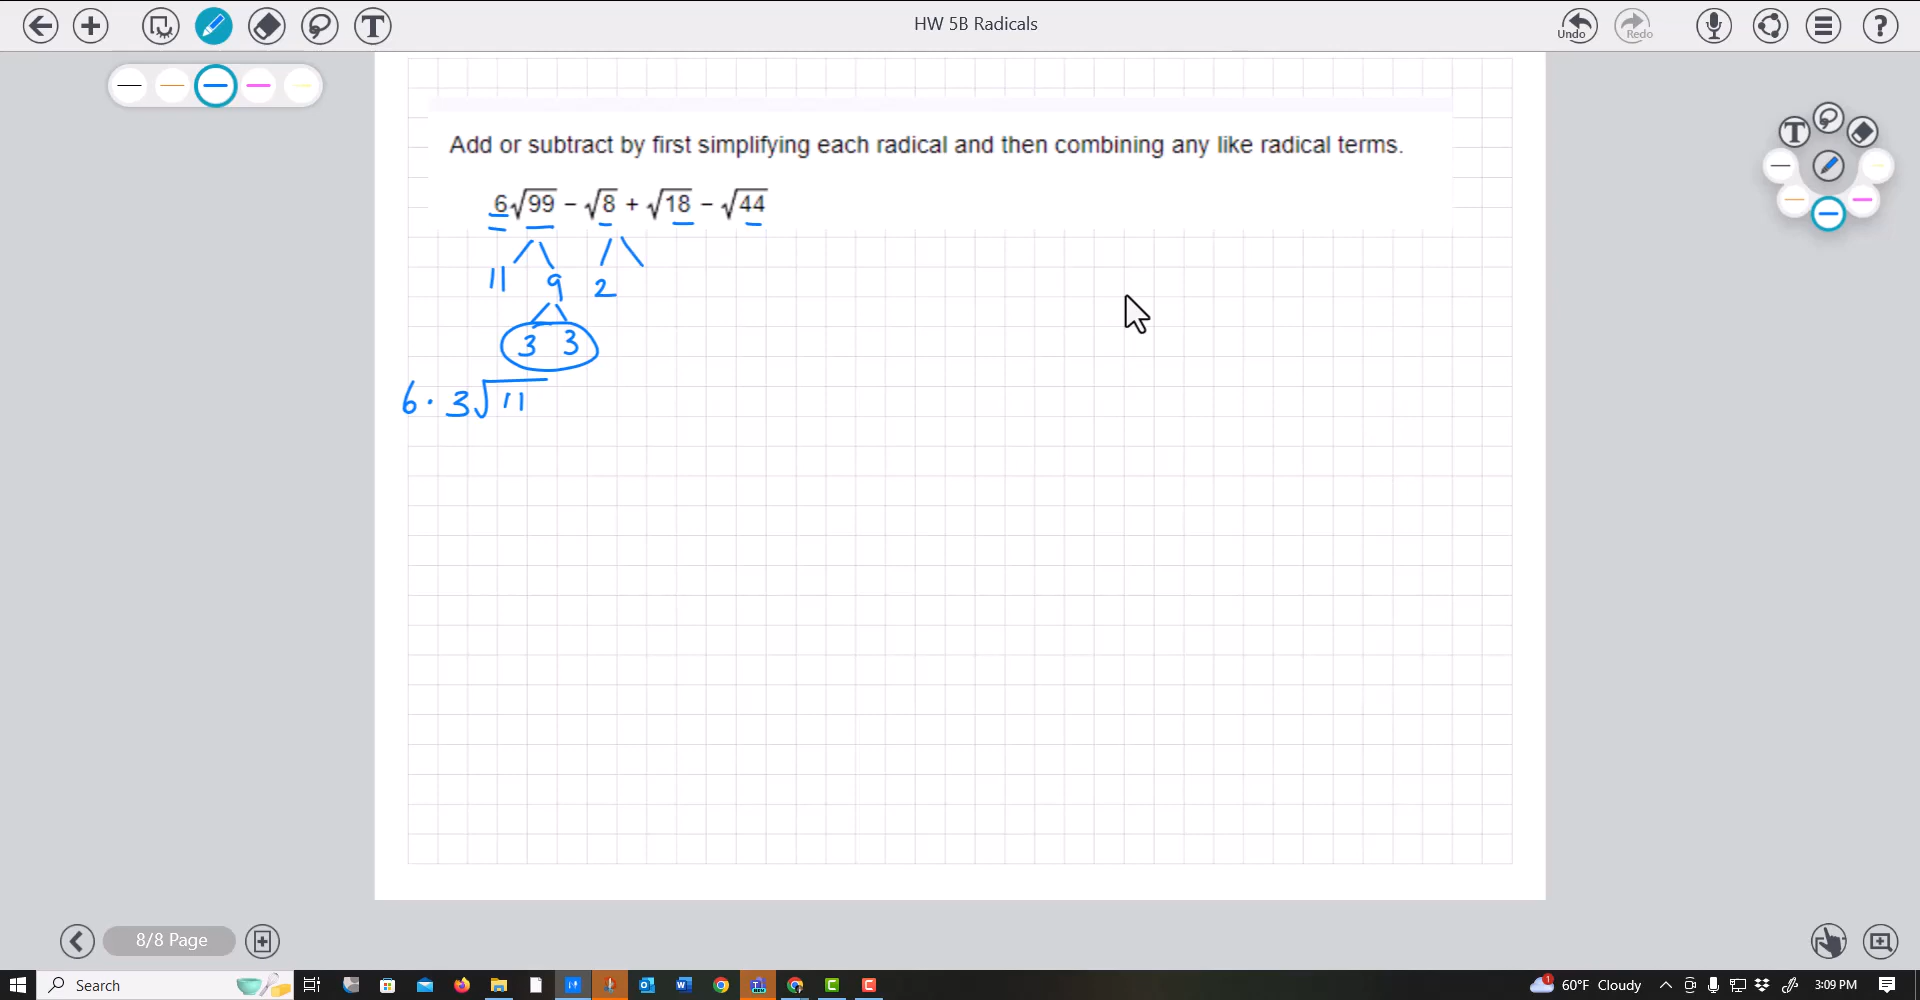 HW 5B Radicals
Undo
Redo
T
?
T
Add or subtract by first simplifying each radical and then combining any like radical terms.
6√99 − √8 + √18 − √44
11 9 2
3 3
6 · 3√11
8/8 Page
Search
1
60°F Cloudy
3:09 PM